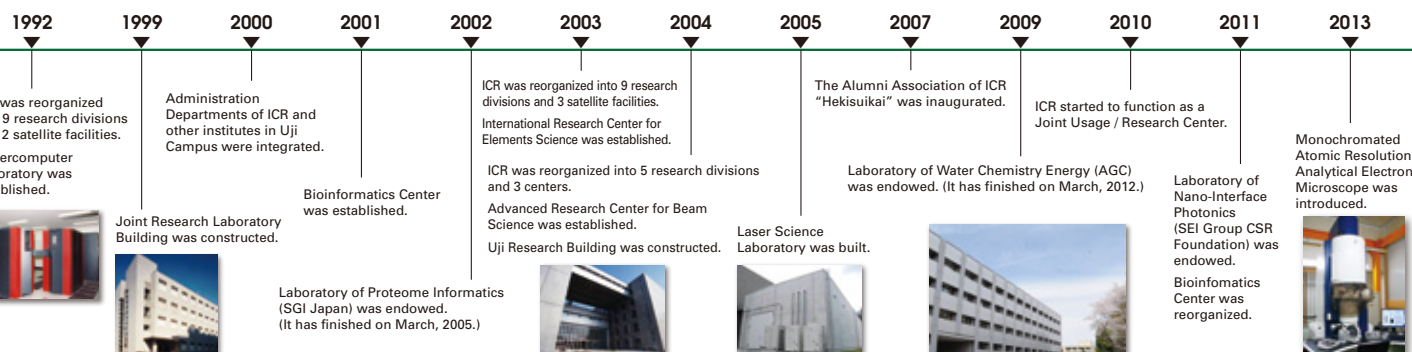 1992
1999
2000
2001
2002
2003
2004
2005
2007
2009
2010
2011
2013
was reorganized
9 research divisions
2 satellite facilities.
was
Joint Research Laboratory
Building was constructed.
Administration
Departments of ICR and
other institutes in Uji
Campus were integrated.
Bioinformatics Center
was established.
Laboratory of Proteome Informatics
(SGI Japan) was endowed.
(It has finished on March, 2005.)
ICR was reorganized into 9 research
divisions and 3 satellite facilities.
International Research Center for
Elements Science was established.
ICR was reorganized into 5 research divisions
and 3 centers.
Advanced Research Center for Beam
Science was established.
Uji Research Building was constructed.
Laser Science
Laboratory was built.
The Alumni Association of ICR
“Hekisuikai” was inaugurated.
Laboratory of Water Chemistry Energy (AGC)
was endowed. (It has finished on March, 2012.)
ICR started to function as a
Joint Usage / Research Center.
Laboratory of
Nano-Interface
Photonics
(SEI Group CSR
Foundation) was
endowed.
Bioinfomatics
Center was
reorganized.
Monochromated
Atomic Resolution
Analytical Electron
Microscope was
introduced.